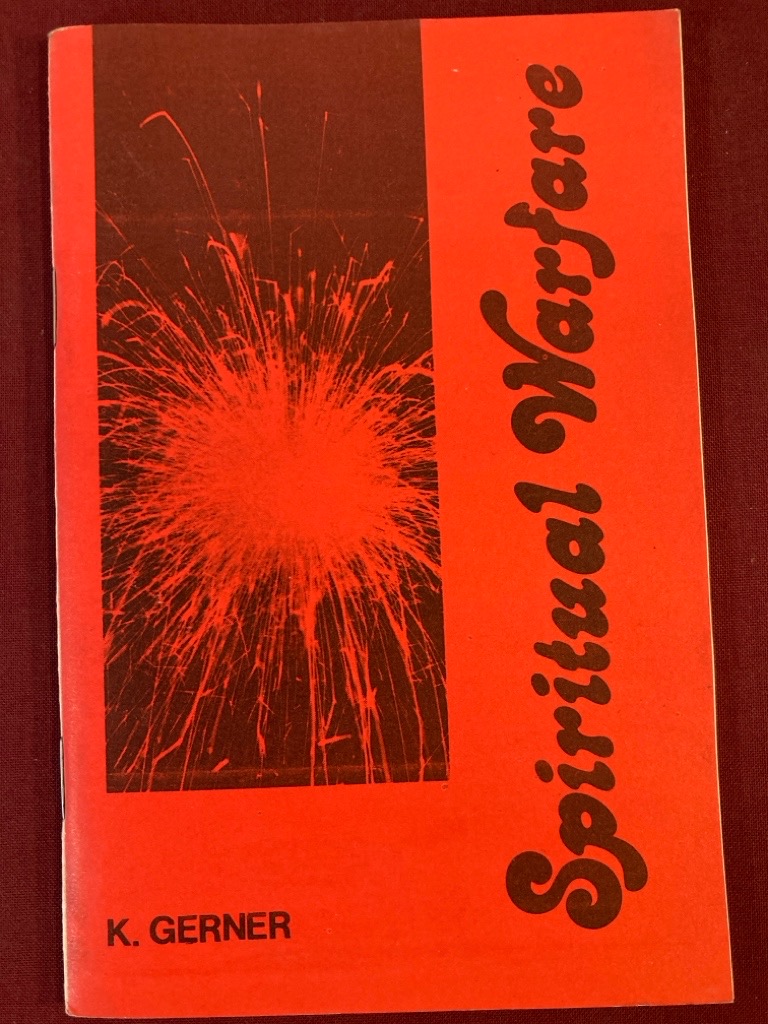 Spiritual Warfare
K. GERNER